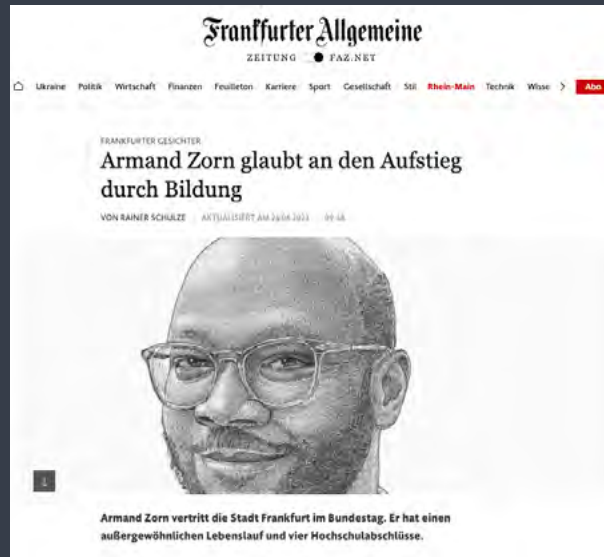 Frankfurter Allgemeine
ZEITUNG FAZ.NET
Ukraine Politik Wirtschaft Finanzen Feuilleton Karriere Sport Gesellschaft Stil Rhein-Main Technik Wisse Abo
FRANKFURTER GESICHTER
Armand Zorn glaubt an den Aufstieg
durch Bildung
VON RAINER SCHULZE AKTUALISIERT AM
Armand Zorn vertritt die Stadt Frankfurt im Bundestag. Er hat einen
außergewöhnlichen Lebenslauf und vier Hochschulabschlüsse.